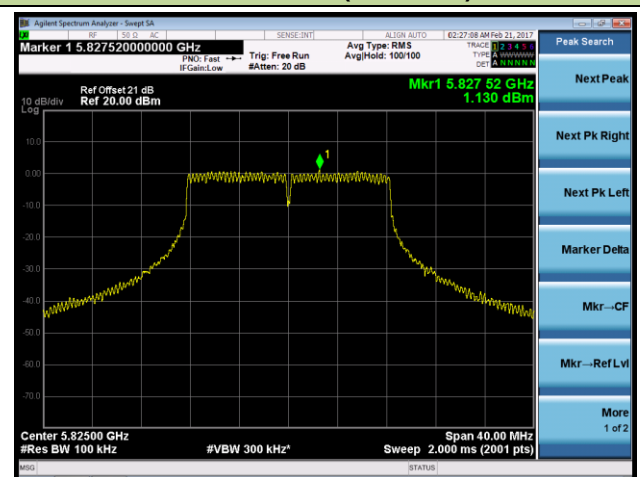 Agilent Spectrum Analyzer - Swept SA
RF 50 Ω AC SENSE:INT ALIGN AUTO 02:27:08 AM Feb 21, 2017
Marker 1 5.827520000000 GHz
PNO: Fast
IFGain:Low
Trig: Free Run
#Atten: 20 dB
Avg Type: RMS
Avg|Hold: 100/100
TRACE 1 2 3 4 5 6
TYPE A WWWWW
DET A N N N N N
Peak Search
Mkr1 5.827 52 GHz
1.130 dBm
Ref Offset 21 dB
10 dB/div Ref 20.00 dBm
Log
10.0
0.00
-10.0
-20.0
-30.0
-40.0
-50.0
-60.0
-70.0
1
Next Peak
Next Pk Right
Next Pk Left
Marker Delta
Mkr→CF
Mkr→Ref Lvl
More
1 of 2
Center 5.82500 GHz Span 40.00 MHz
#Res BW 100 kHz #VBW 300 kHz* Sweep 2.000 ms (2001 pts)
MSG STATUS